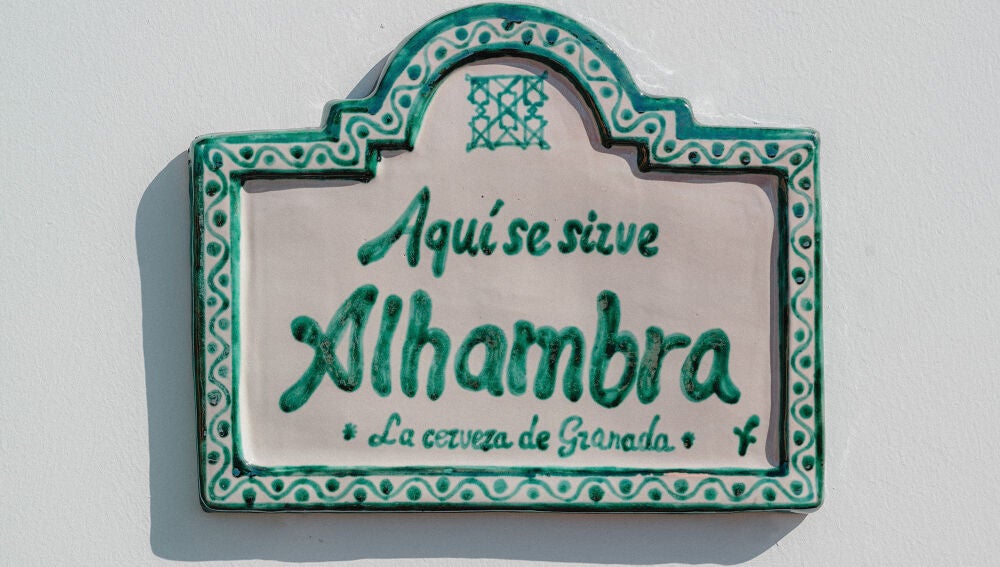 Aquí se sirve
Alhambra
* La cerveza de Granada *